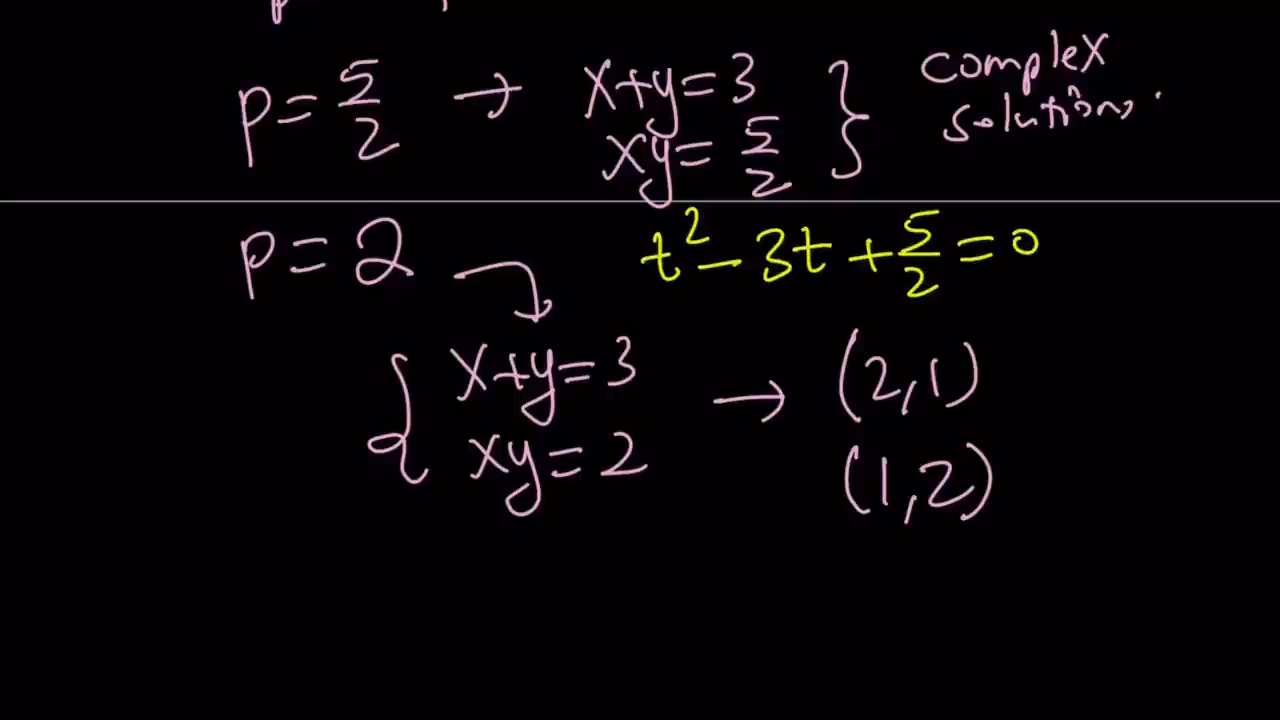 p = 5/2 → x+y=3 } complex
xy = 5/2 solutions.
p = 2 t² - 3t + 5/2 = 0
{ x+y=3 → (2,1)
xy=2 (1,2)